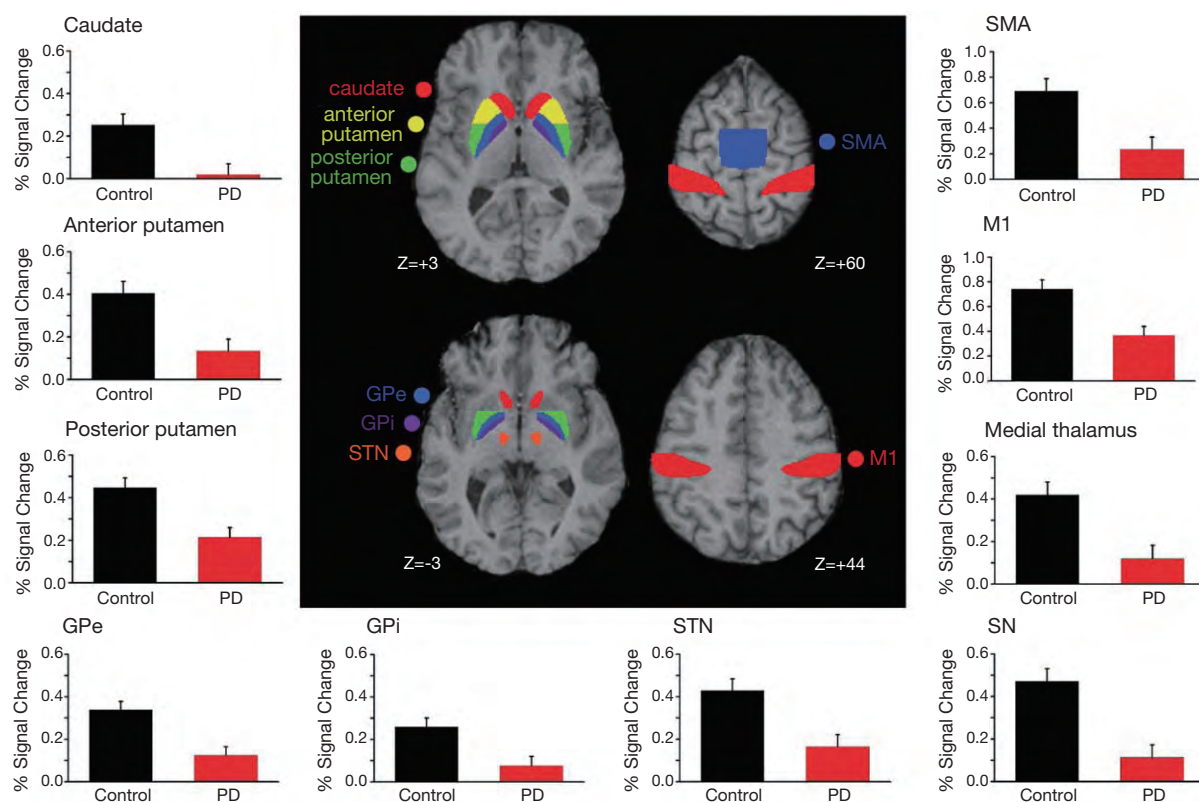 Caudate
% Signal Change
0.6
0.4
0.2
0.0
Control PD
Anterior putamen
% Signal Change
0.6
0.4
0.2
0.0
Control PD
Posterior putamen
% Signal Change
0.6
0.4
0.2
0.0
Control PD
caudate
anterior
putamen
posterior
putamen
Z=+3
SMA
Z=+60
GPe
GPi
STN
Z=-3
M1
Z=+44
SMA
% Signal Change
1.0
0.8
0.6
0.4
0.2
0.0
Control PD
M1
% Signal Change
1.0
0.8
0.6
0.4
0.2
0.0
Control PD
Medial thalamus
% Signal Change
0.6
0.4
0.2
0.0
Control PD
GPe
% Signal Change
0.6
0.4
0.2
0.0
Control PD
GPi
% Signal Change
0.6
0.4
0.2
0.0
Control PD
STN
% Signal Change
0.6
0.4
0.2
0.0
Control PD
SN
% Signal Change
0.6
0.4
0.2
0.0
Control PD